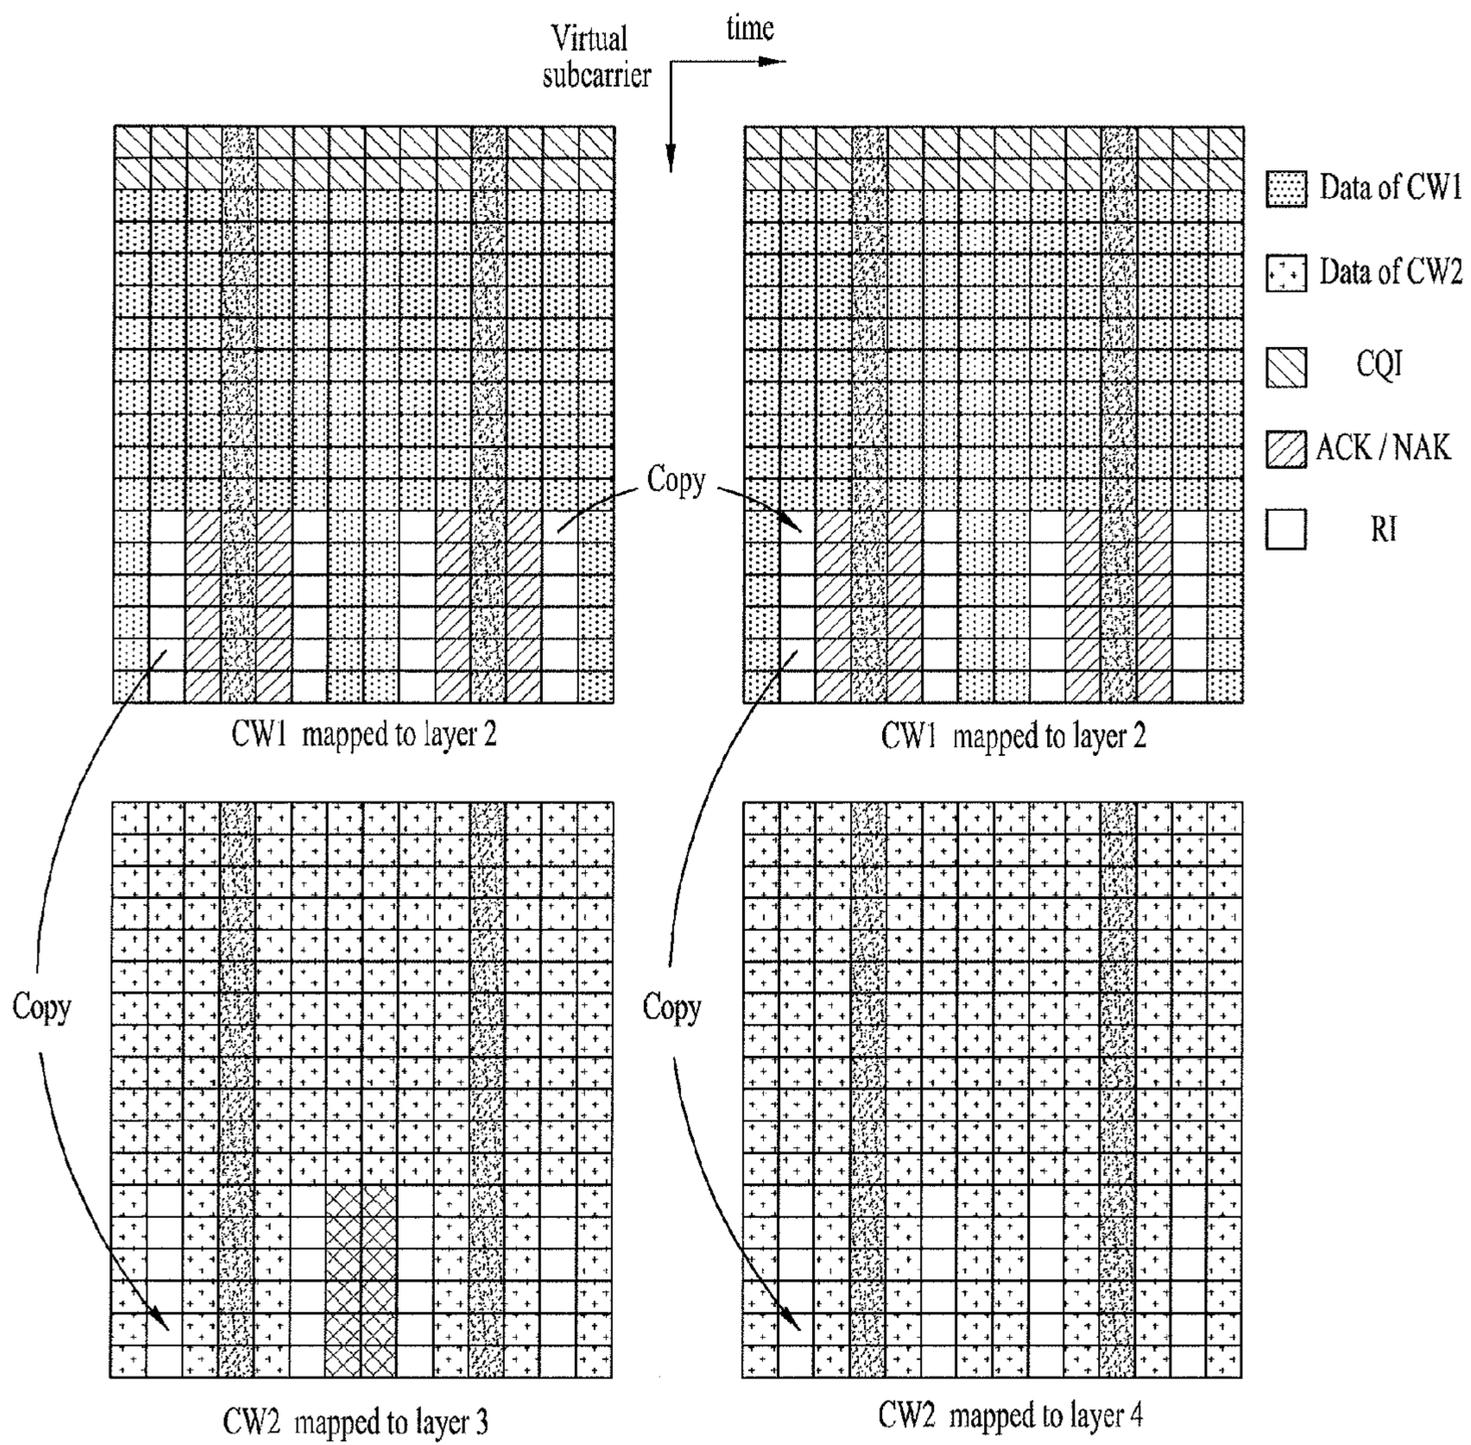 Virtual
subcarrier
time
Data of CW1
Data of CW2
CQI
ACK / NAK
RI
Copy
CW1 mapped to layer 2
CW1 mapped to layer 2
Copy
Copy
CW2 mapped to layer 3
CW2 mapped to layer 4